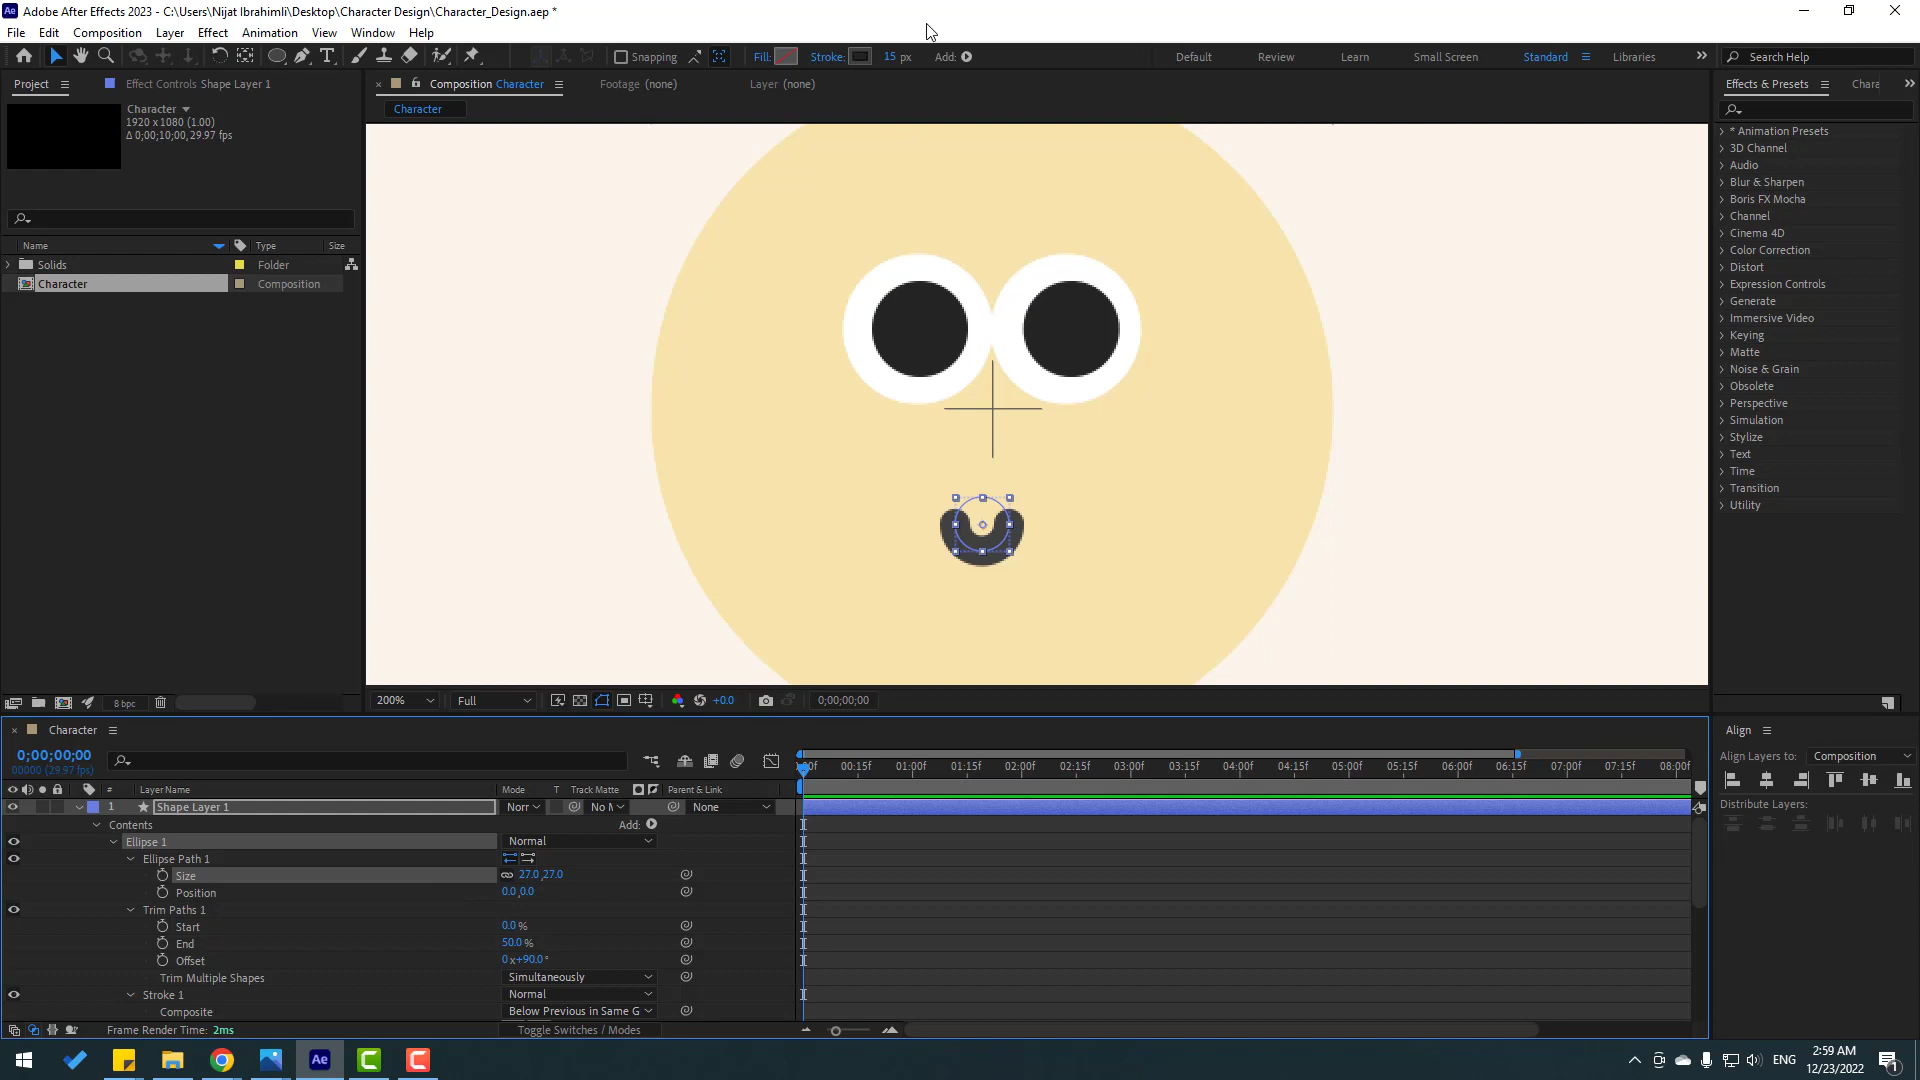 Adobe After Effects 2023 - C:\Users\Nijat Ibrahimli\Desktop\Character Design\Character_Design.aep *
File Edit Composition Layer Effect Animation View Window Help
Snapping Fill: Stroke: 15 px Add: Default Review Learn Small Screen Standard Libraries Search Help
Project Effect Controls Shape Layer 1 Composition Character Footage (none) Layer (none) Effects & Presets Chara
Character
1920 x 1080 (1.00)
Δ 0;00;10;00, 29.97 fps
Character
Name Type Size
Solids Folder
Character Composition
* Animation Presets
3D Channel
Audio
Blur & Sharpen
Boris FX Mocha
Channel
Cinema 4D
Color Correction
Distort
Expression Controls
Generate
Immersive Video
Keying
Matte
Noise & Grain
Obsolete
Perspective
Simulation
Stylize
Text
Time
Transition
Utility
8 bpc 200% Full +0.0 0;00;00;00
Character
0;00;00;00
00000 (29.97 fps)
00f 00:15f 01:00f 01:15f 02:00f 02:15f 03:00f 03:15f 04:00f 04:15f 05:00f 05:15f 06:00f 06:15f 07:00f 07:15f 08:00f
# Layer Name Mode T Track Matte Parent & Link
1 Shape Layer 1 Norr No M None
Contents Add:
Ellipse 1 Normal
Ellipse Path 1
Size 27.0,27.0
Position 0.0,0.0
Trim Paths 1
Start 0.0 %
End 50.0 %
Offset 0x+90.0°
Trim Multiple Shapes Simultaneously
Stroke 1 Normal
Composite Below Previous in Same G
Frame Render Time: 2ms Toggle Switches / Modes
Align
Align Layers to: Composition
Distribute Layers:
Ae
ENG
2:59 AM
12/23/2022
1